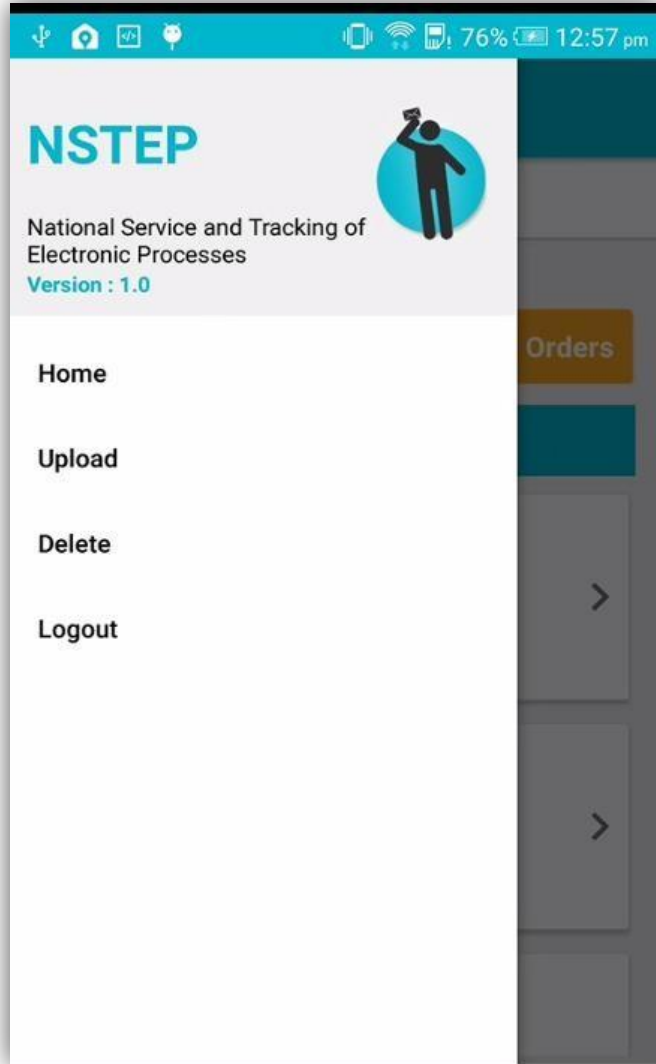 76% 12:57 pm
NSTEP
National Service and Tracking of
Electronic Processes
Version : 1.0
Orders
Home
Upload
Delete
Logout